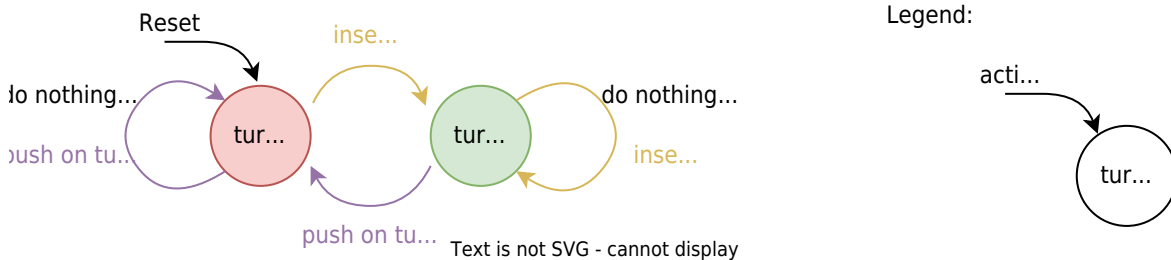 Reset
Legend:
inse...
acti...
do nothing...
do nothing...
tur...
tur...
push on tu...
inse...
tur...
push on tu...
Text is not SVG - cannot display